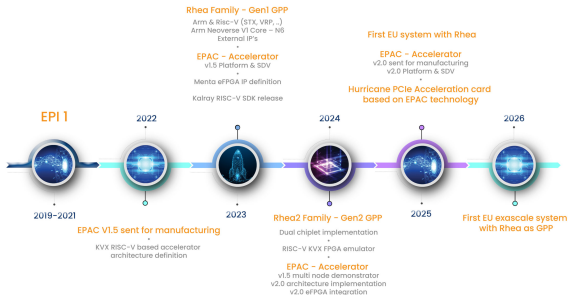 Rhea Family - Gen1 GPP
Arm & Risc-V (STX, VRP, ..)
Arm Neoverse V1 Core – N6
External IP's
EPAC - Accelerator
v1.5 Platform & SDV
Menta eFPGA IP definition
Kalray RISC-V SDK release
First EU system with Rhea
EPAC - Accelerator
v2.0 sent for manufacturing
v2.0 Platform & SDV
Hurricane PCIe Acceleration card
based on EPAC technology
EPI 1
2022
2024
2026
2019-2021
2023
2025
EPAC V1.5 sent for manufacturing
KVX RISC-V based accelerator
architecture definition
Rhea2 Family - Gen2 GPP
Dual chiplet implementation
RISC-V KVX FPGA emulator
EPAC - Accelerator
v1.5 multi node demonstrator
v2.0 architecture implementation
v2.0 eFPGA integration
First EU exascale system
with Rhea as GPP